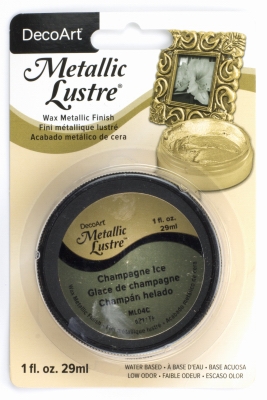 DecoArt®
Metallic
Lustre®
Wax Metallic Finish
Fini métallique lustré
Acabado metálico de cera
DecoArt
Metallic
Lustre®
1 fl. oz.
29ml
Champagne Ice
Glace de champagne
Champán helado
ML04C
1 fl. oz. 29ml
WATER BASED • À BASE D'EAU • BASE ACUOSA
LOW ODOR • FAIBLE ODEUR • ESCASO OLOR